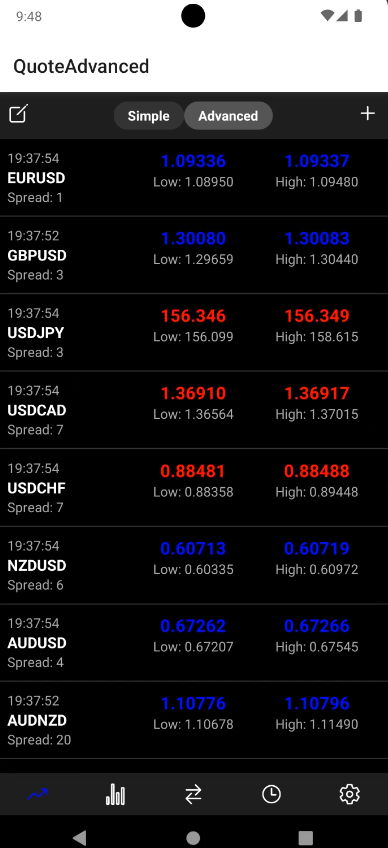 9:48
QuoteAdvanced
Simple Advanced
19:37:54
EURUSD
Spread: 1
1.09336 1.09337
Low: 1.08950 High: 1.09480
19:37:52
GBPUSD
Spread: 3
1.30080 1.30083
Low: 1.29659 High: 1.30440
19:37:54
USDJPY
Spread: 3
156.346 156.349
Low: 156.099 High: 158.615
19:37:54
USDCAD
Spread: 7
1.36910 1.36917
Low: 1.36564 High: 1.37015
19:37:54
USDCHF
Spread: 7
0.88481 0.88488
Low: 0.88358 High: 0.89448
19:37:54
NZDUSD
Spread: 6
0.60713 0.60719
Low: 0.60335 High: 0.60972
19:37:54
AUDUSD
Spread: 4
0.67262 0.67266
Low: 0.67207 High: 0.67545
19:37:52
AUDNZD
Spread: 20
1.10776 1.10796
Low: 1.10678 High: 1.11490